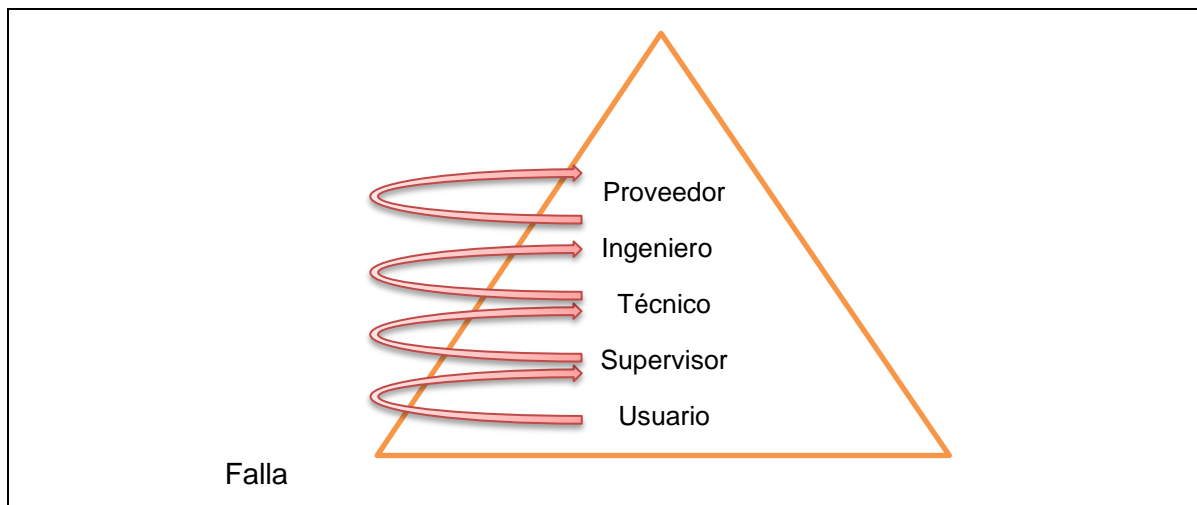 Proveedor
Ingeniero
Técnico
Supervisor
Usuario
Falla